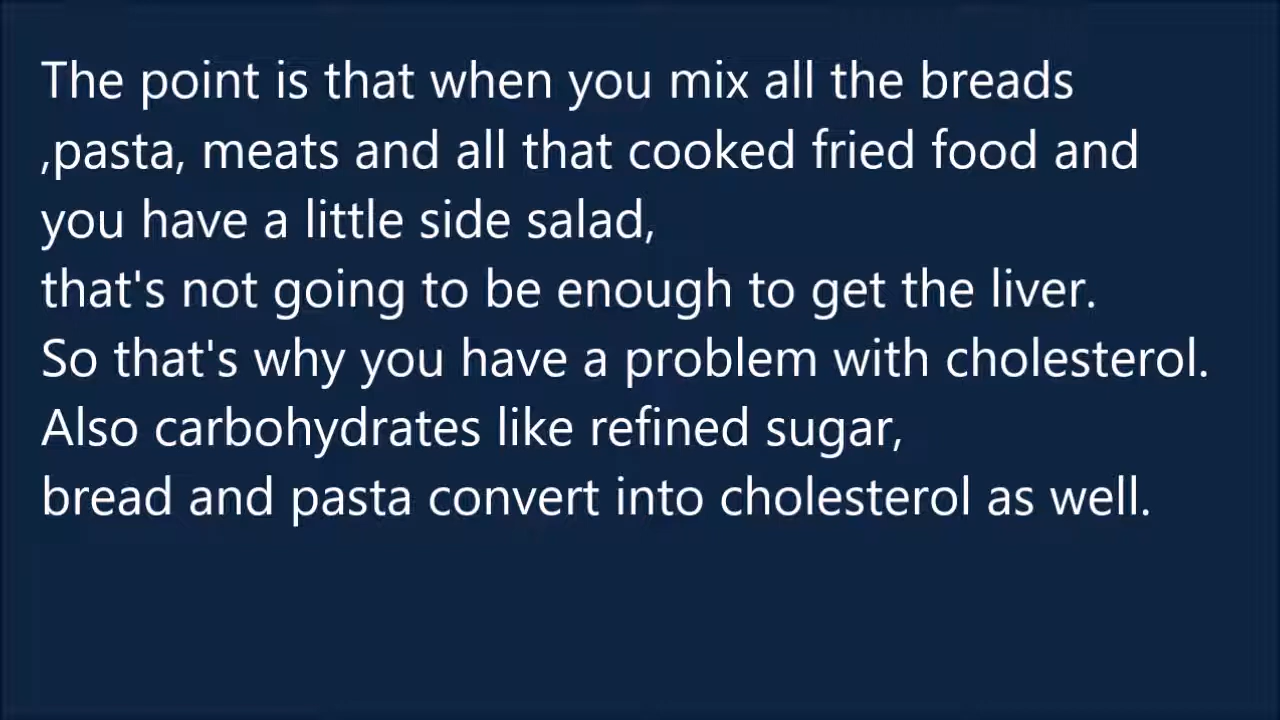 The point is that when you mix all the breads
,pasta, meats and all that cooked fried food and
you have a little side salad,
that's not going to be enough to get the liver.
So that's why you have a problem with cholesterol.
Also carbohydrates like refined sugar,
bread and pasta convert into cholesterol as well.